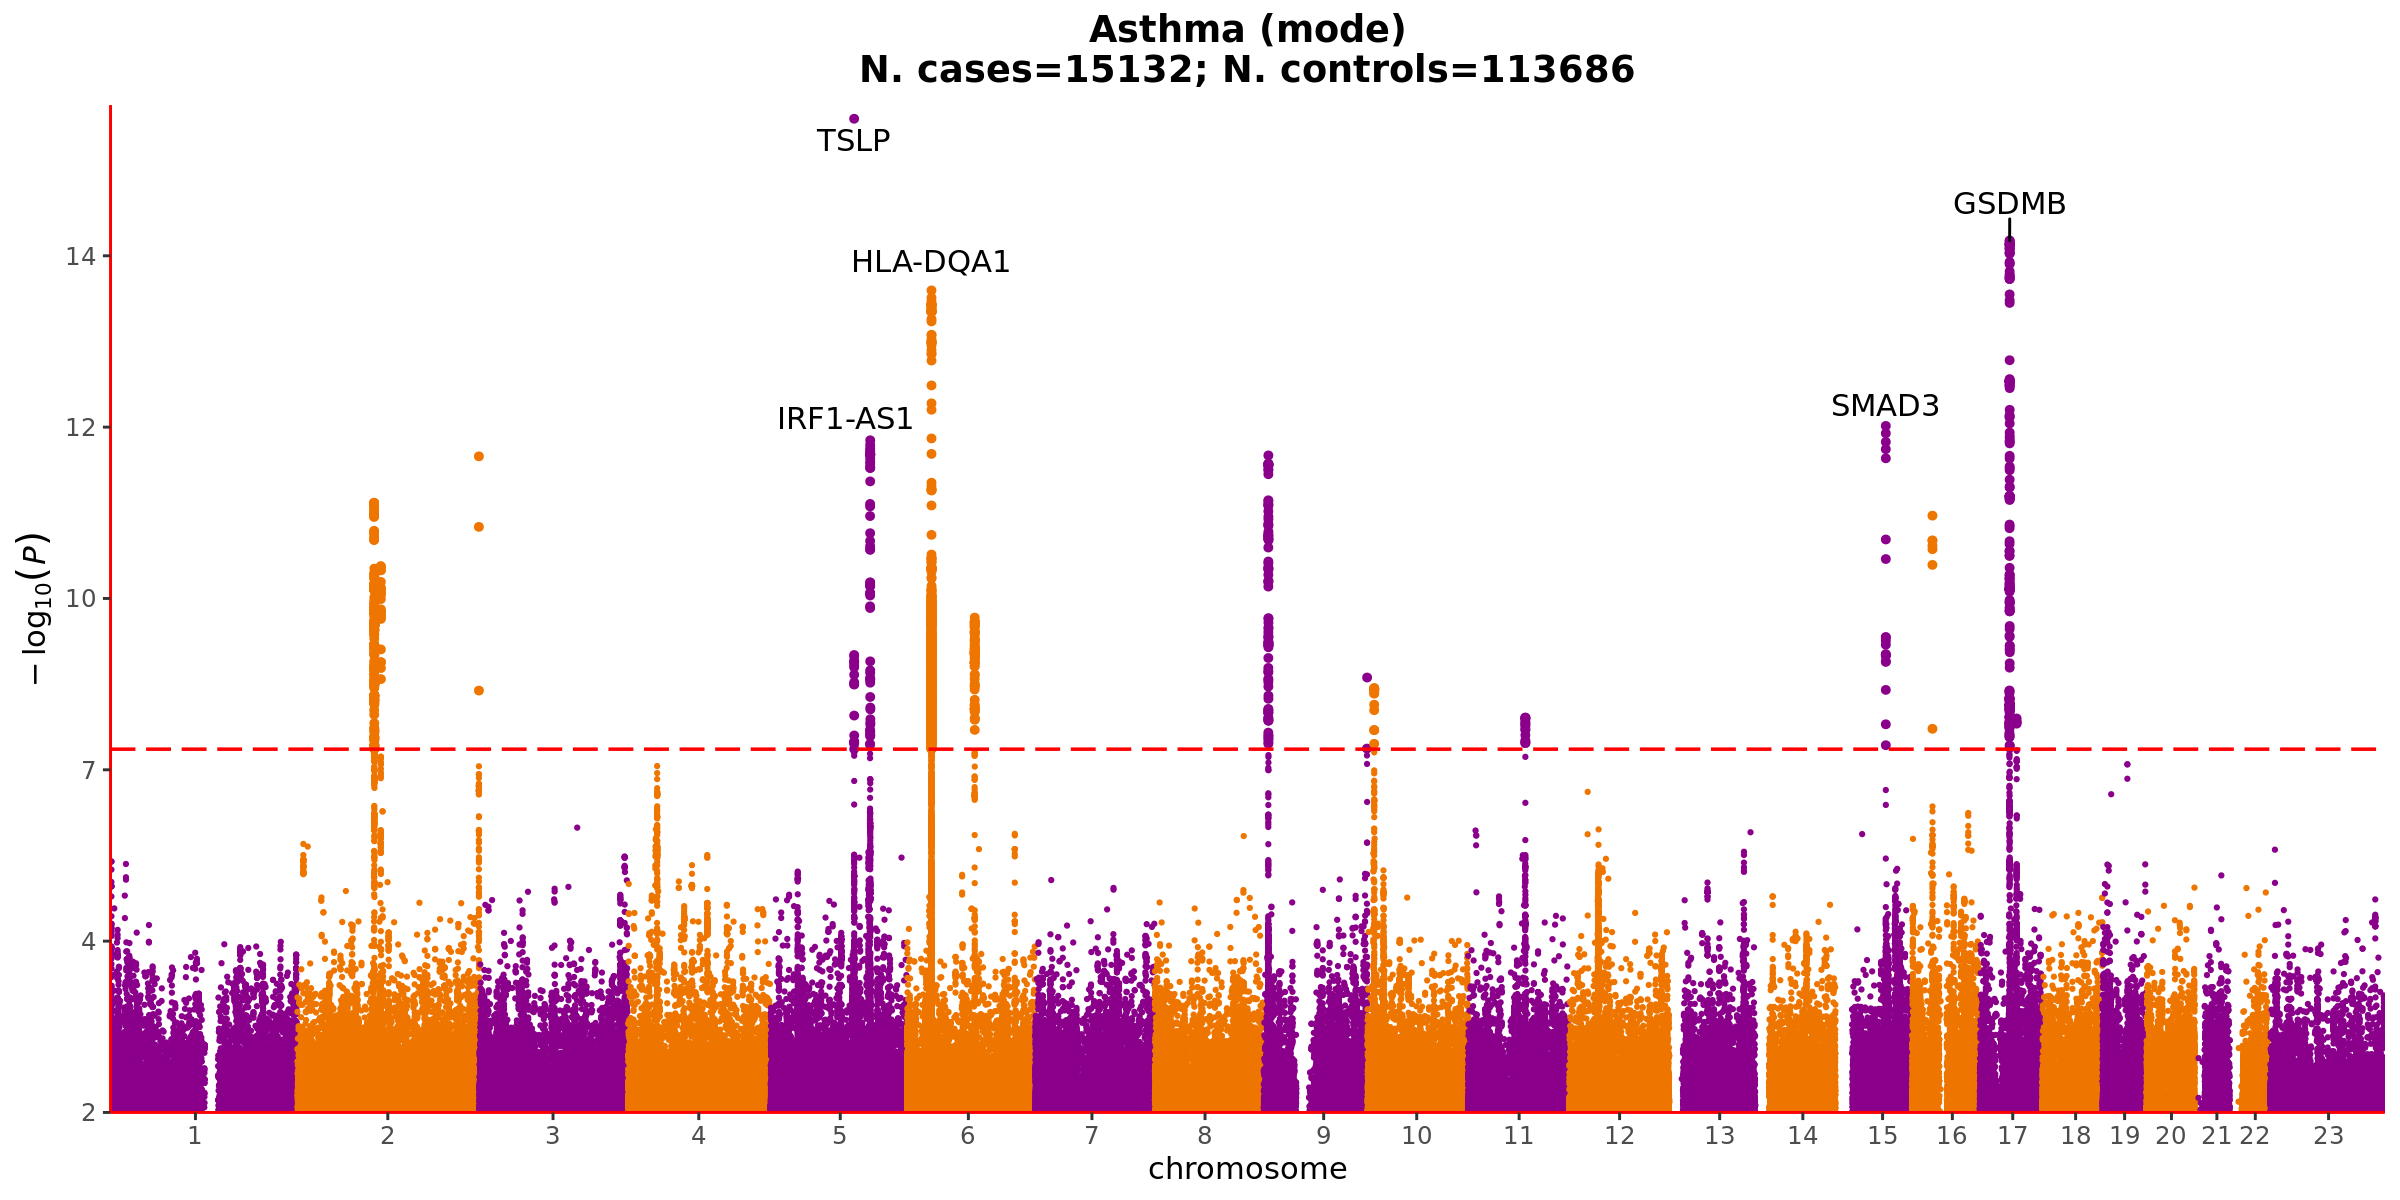 Asthma (mode)
N. cases=15132; N. controls=113686
TSLP
GSDMB
HLA-DQA1
SMAD3
IRF1-AS1
14
12
10
7
4
2
−log10(P)
1 2 3 4 5 6 7 8 9 10 11 12 13 14 15 16 17 18 19 20 21 22 23
chromosome